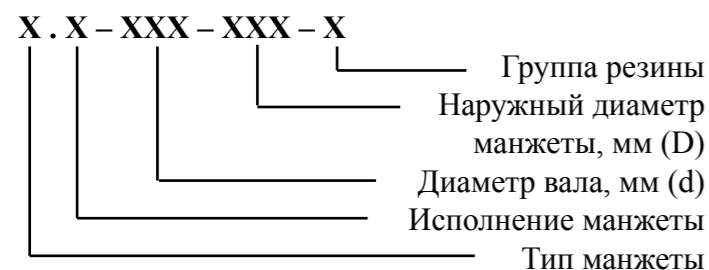 X . X – XXX – XXX – X
Группа резины
Наружный диаметр
манжеты, мм (D)
Диаметр вала, мм (d)
Исполнение манжеты
Тип манжеты